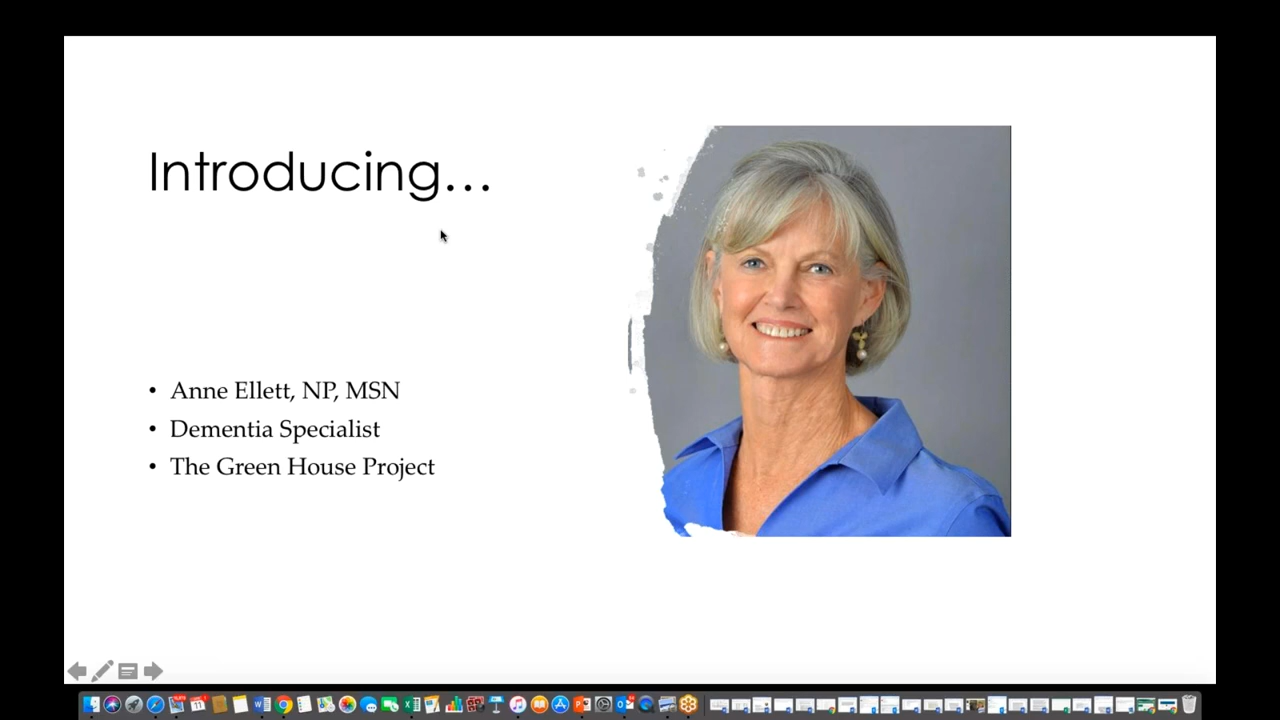 Introducing...
• Anne Ellett, NP, MSN
• Dementia Specialist
• The Green House Project